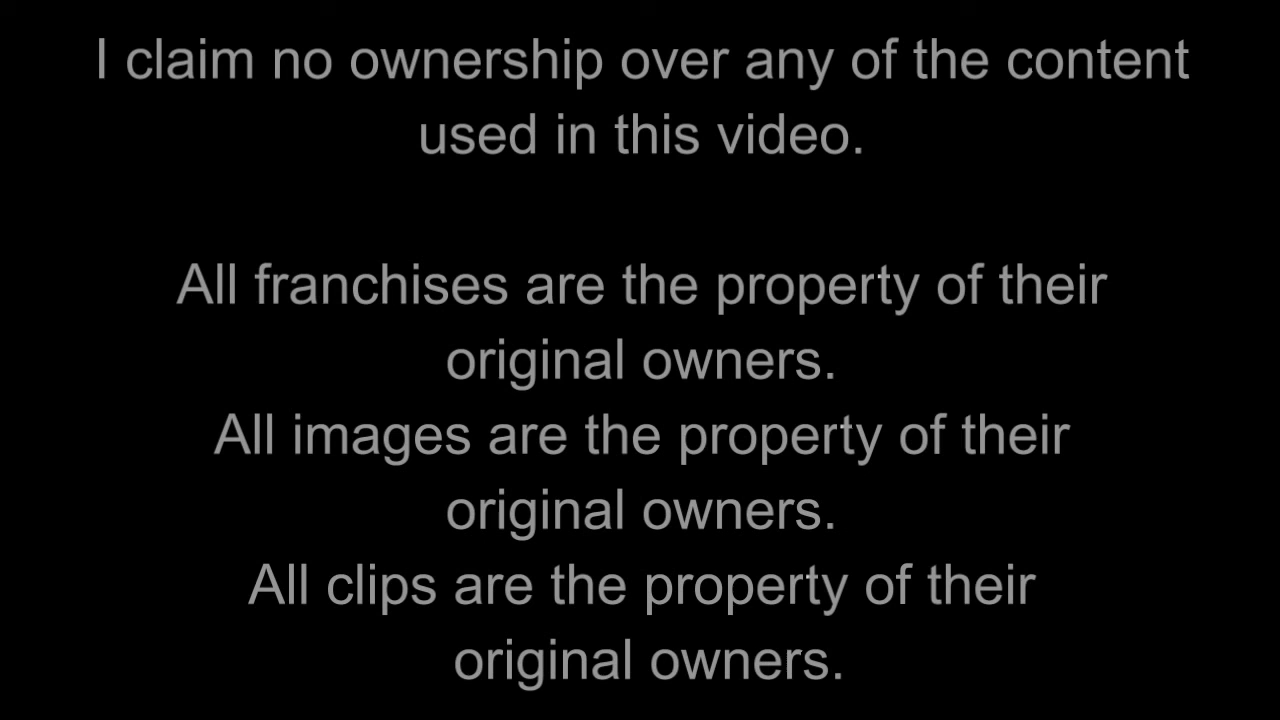 I claim no ownership over any of the content
used in this video.
All franchises are the property of their
original owners.
All images are the property of their
original owners.
All clips are the property of their
original owners.